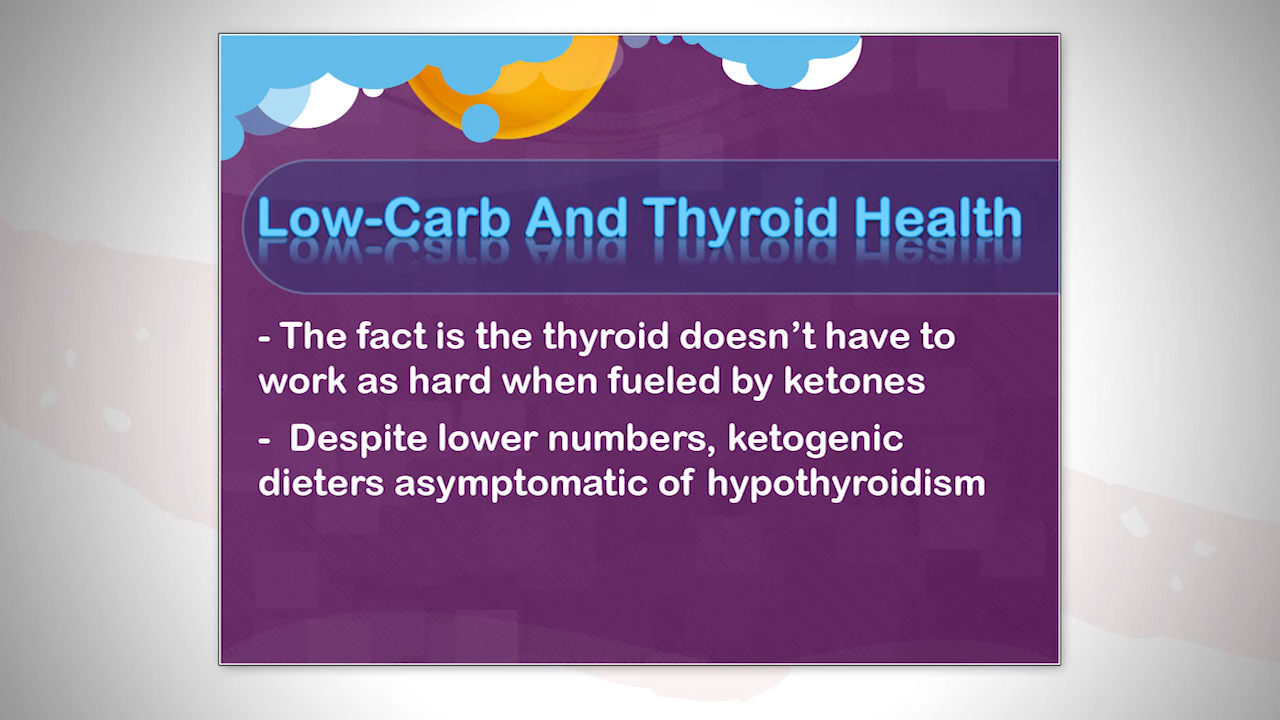 Low-Carb And Thyroid Health
- The fact is the thyroid doesn’t have to
work as hard when fueled by ketones
- Despite lower numbers, ketogenic
dieters asymptomatic of hypothyroidism